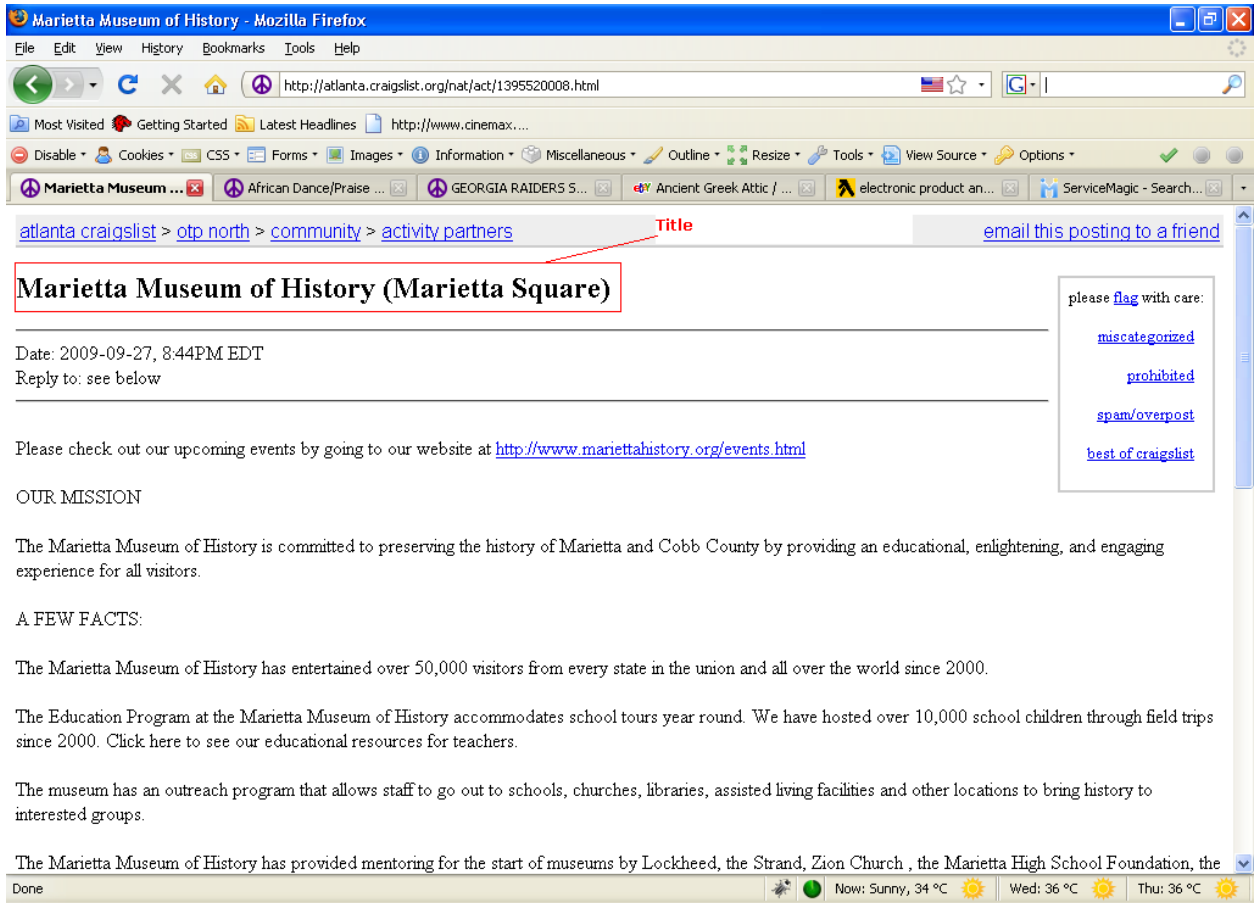 Marietta Museum of History - Mozilla Firefox
File Edit View History Bookmarks Tools Help
http://atlanta.craigslist.org/nat/act/1395520008.html
G
Most Visited Getting Started Latest Headlines http://www.cinemax....
Disable Cookies CSS Forms Images Information Miscellaneous Outline Resize Tools View Source Options
Marietta Museum ... African Dance/Praise ... GEORGIA RAIDERS S... Ancient Greek Attic / ... electronic product an... ServiceMagic - Search...
atlanta craigslist > otp north > community > activity partners
Title
email this posting to a friend
Marietta Museum of History (Marietta Square)
please flag with care:
miscategorized
prohibited
spam/overpost
best of craigslist
Date: 2009-09-27, 8:44PM EDT
Reply to: see below
Please check out our upcoming events by going to our website at http://www.mariettahistory.org/events.html
OUR MISSION
The Marietta Museum of History is committed to preserving the history of Marietta and Cobb County by providing an educational, enlightening, and engaging
experience for all visitors.
A FEW FACTS:
The Marietta Museum of History has entertained over 50,000 visitors from every state in the union and all over the world since 2000.
The Education Program at the Marietta Museum of History accommodates school tours year round. We have hosted over 10,000 school children through field trips
since 2000. Click here to see our educational resources for teachers.
The museum has an outreach program that allows staff to go out to schools, churches, libraries, assisted living facilities and other locations to bring history to
interested groups.
The Marietta Museum of History has provided mentoring for the start of museums by Lockheed, the Strand, Zion Church , the Marietta High School Foundation, the
Done
Now: Sunny, 34 °C Wed: 36 °C Thu: 36 °C